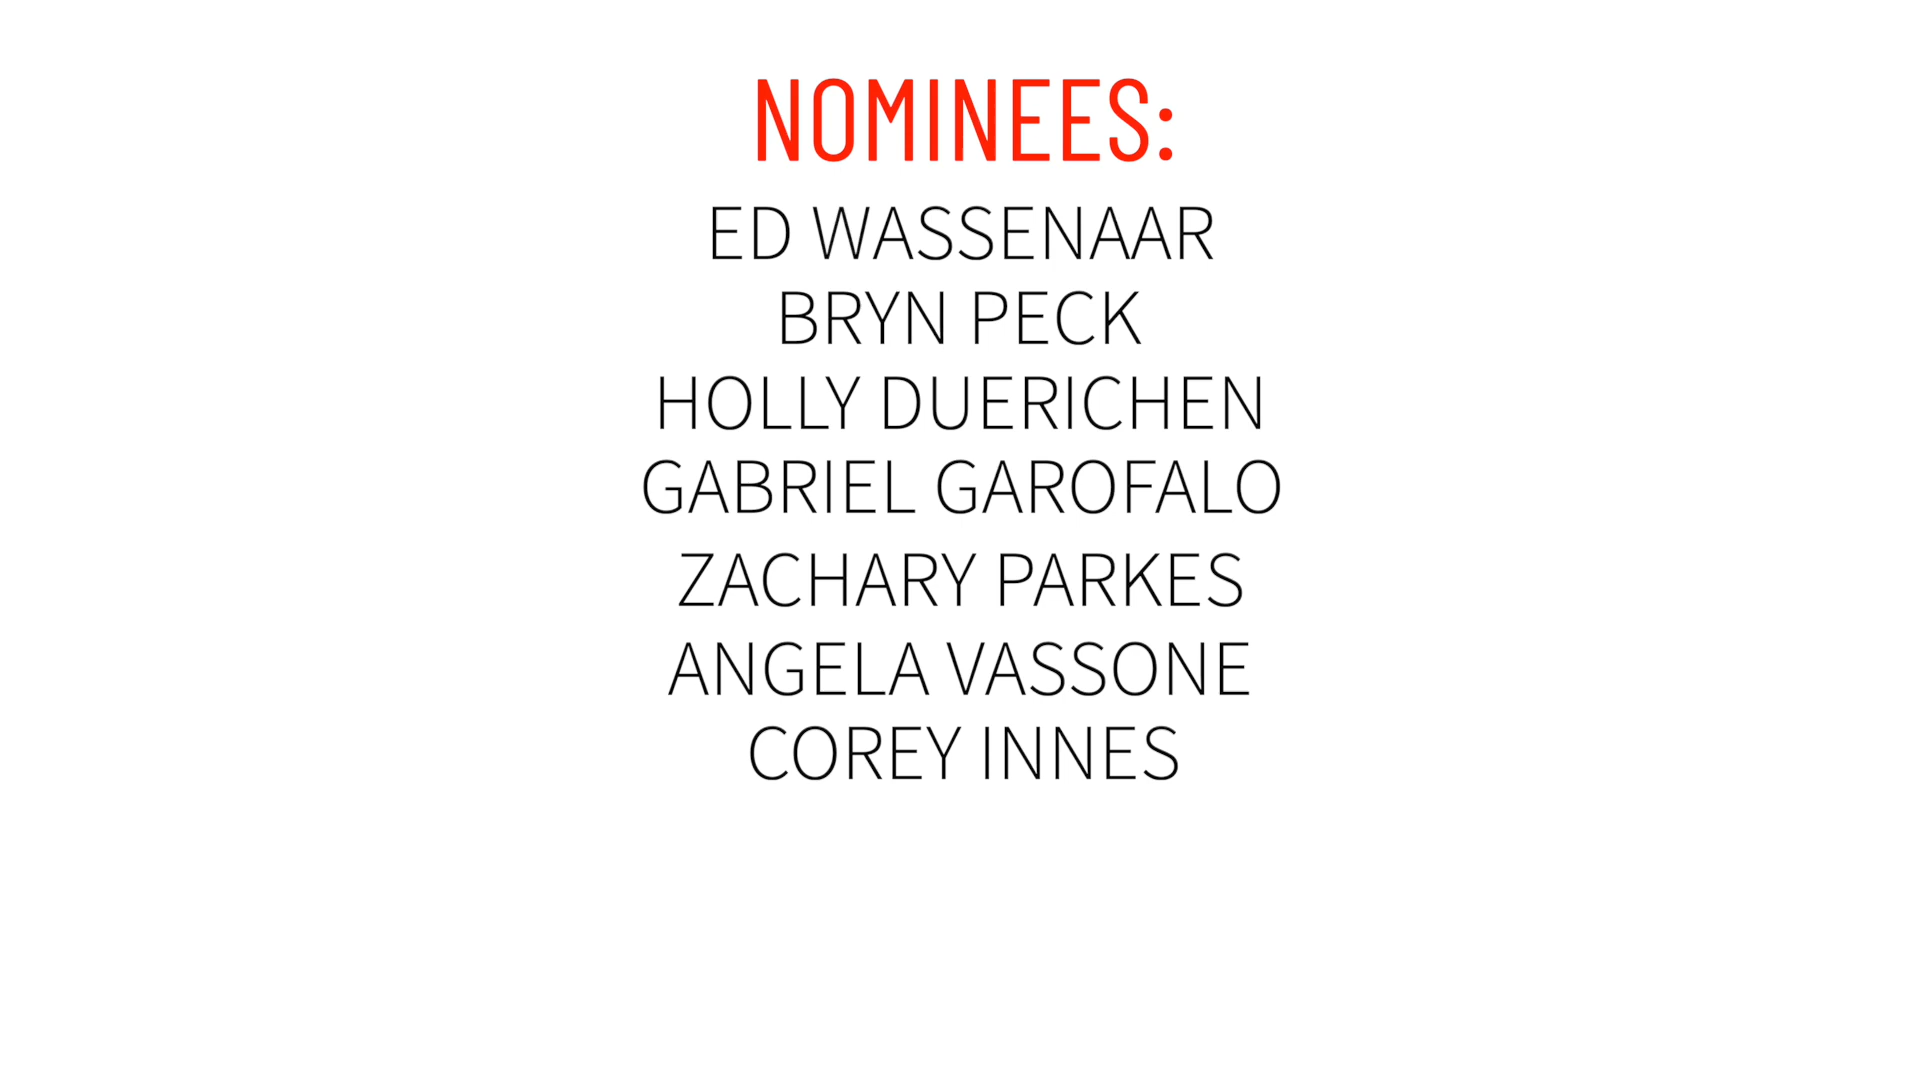 NOMINEES:
ED WASSENAAR
BRYN PECK
HOLLY DUERICHEN
GABRIEL GAROFALO
ZACHARY PARKES
ANGELA VASSONE
COREY INNES